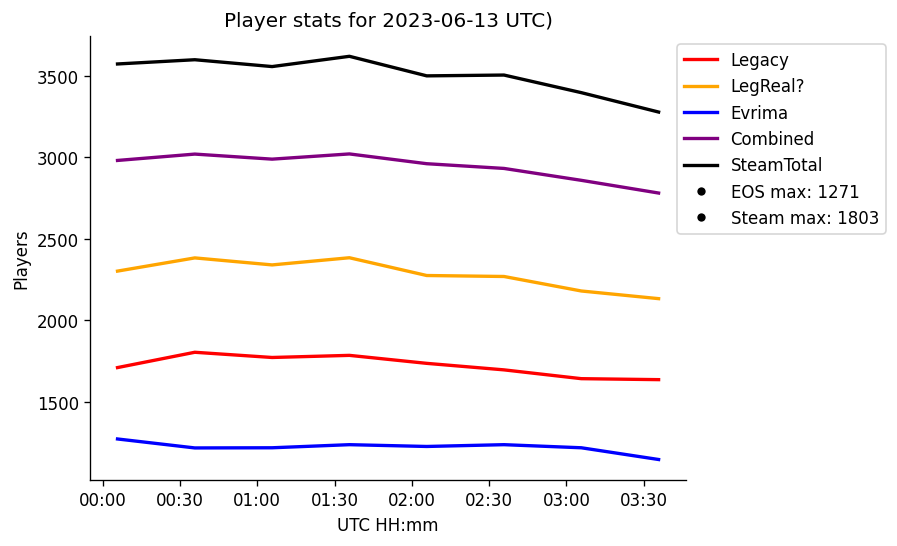 Player stats for 2023-06-13 UTC)
Players
3500
3000
2500
2000
1500
00:00 00:30 01:00 01:30 02:00 02:30 03:00 03:30
UTC HH:mm
Legacy
LegReal?
Evrima
Combined
SteamTotal
EOS max: 1271
Steam max: 1803